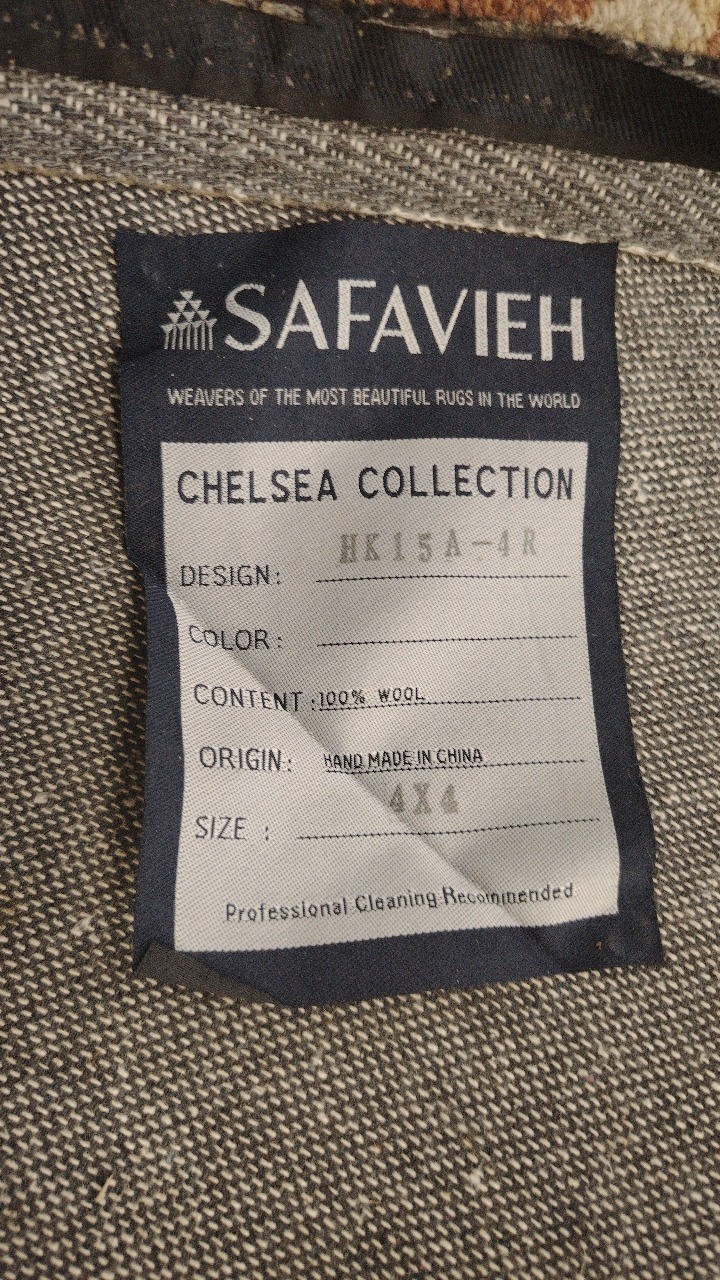 SAFAVIEH
WEAVERS OF THE MOST BEAUTIFUL RUGS IN THE WORLD
CHELSEA COLLECTION
DESIGN: HK15A-4R
COLOR:
CONTENT: 100% WOOL
ORIGIN: HAND MADE IN CHINA
SIZE : 4X4
Professional Cleaning Recommended